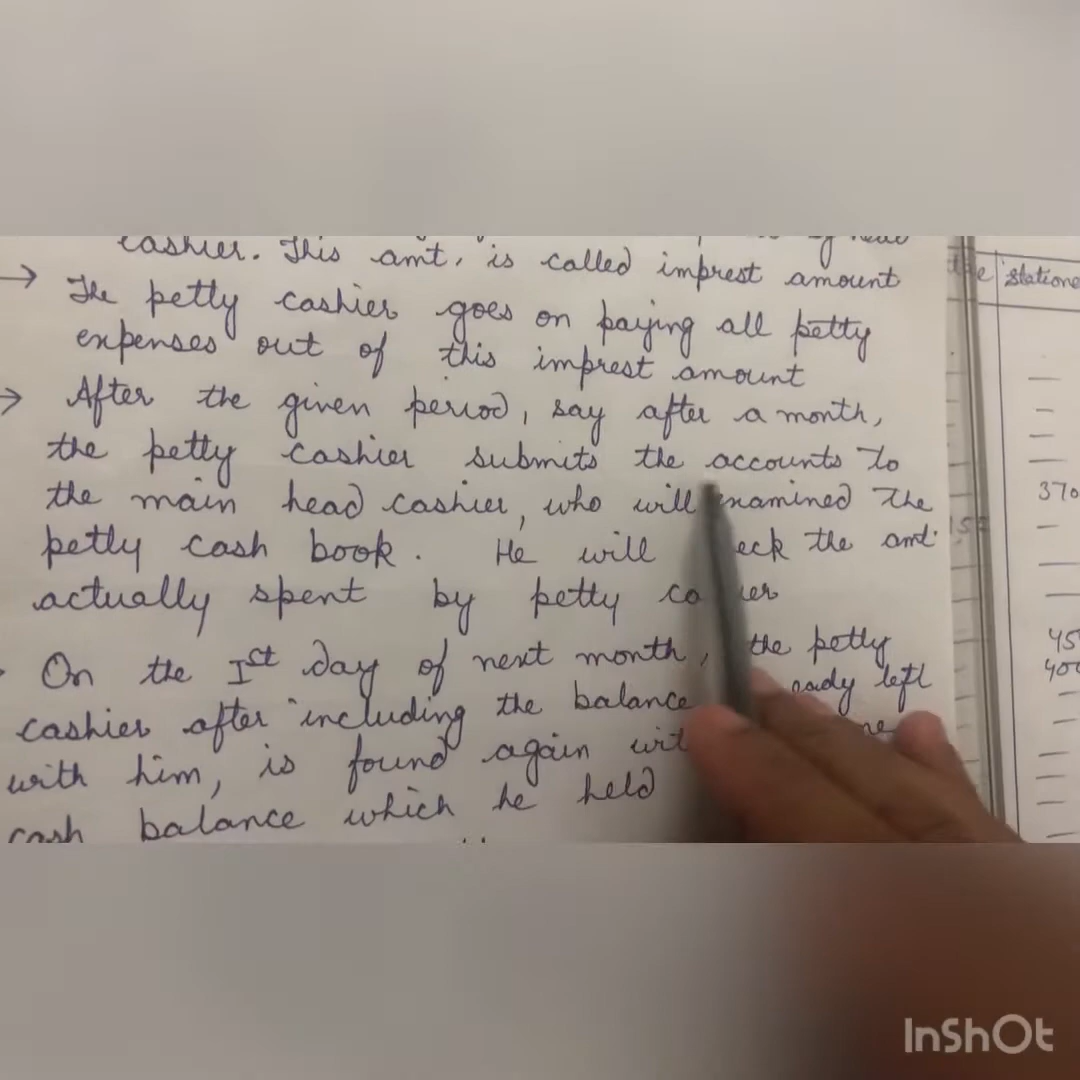 cashier. This amt. is called imprest amount
→ The petty cashier goes on paying all petty
expenses out of this imprest amount
→ After the given period, say after a month,
the petty cashier submits the accounts to
the main head cashier, who will examined the
petty cash book. He will the amt.
actually spent by petty
On the Ist day of next month, the petty
cashier after including the balance left
with him, is found again
cash balance which he held
Statione
370
45
400
InShOt